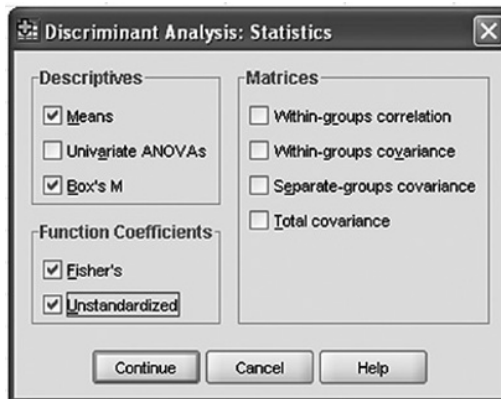 Discriminant Analysis: Statistics
Descriptives
Means
Univariate ANOVAs
Box's M
Function Coefficients
Fisher's
Unstandardized
Matrices
Within-groups correlation
Within-groups covariance
Separate-groups covariance
Total covariance
Continue
Cancel
Help